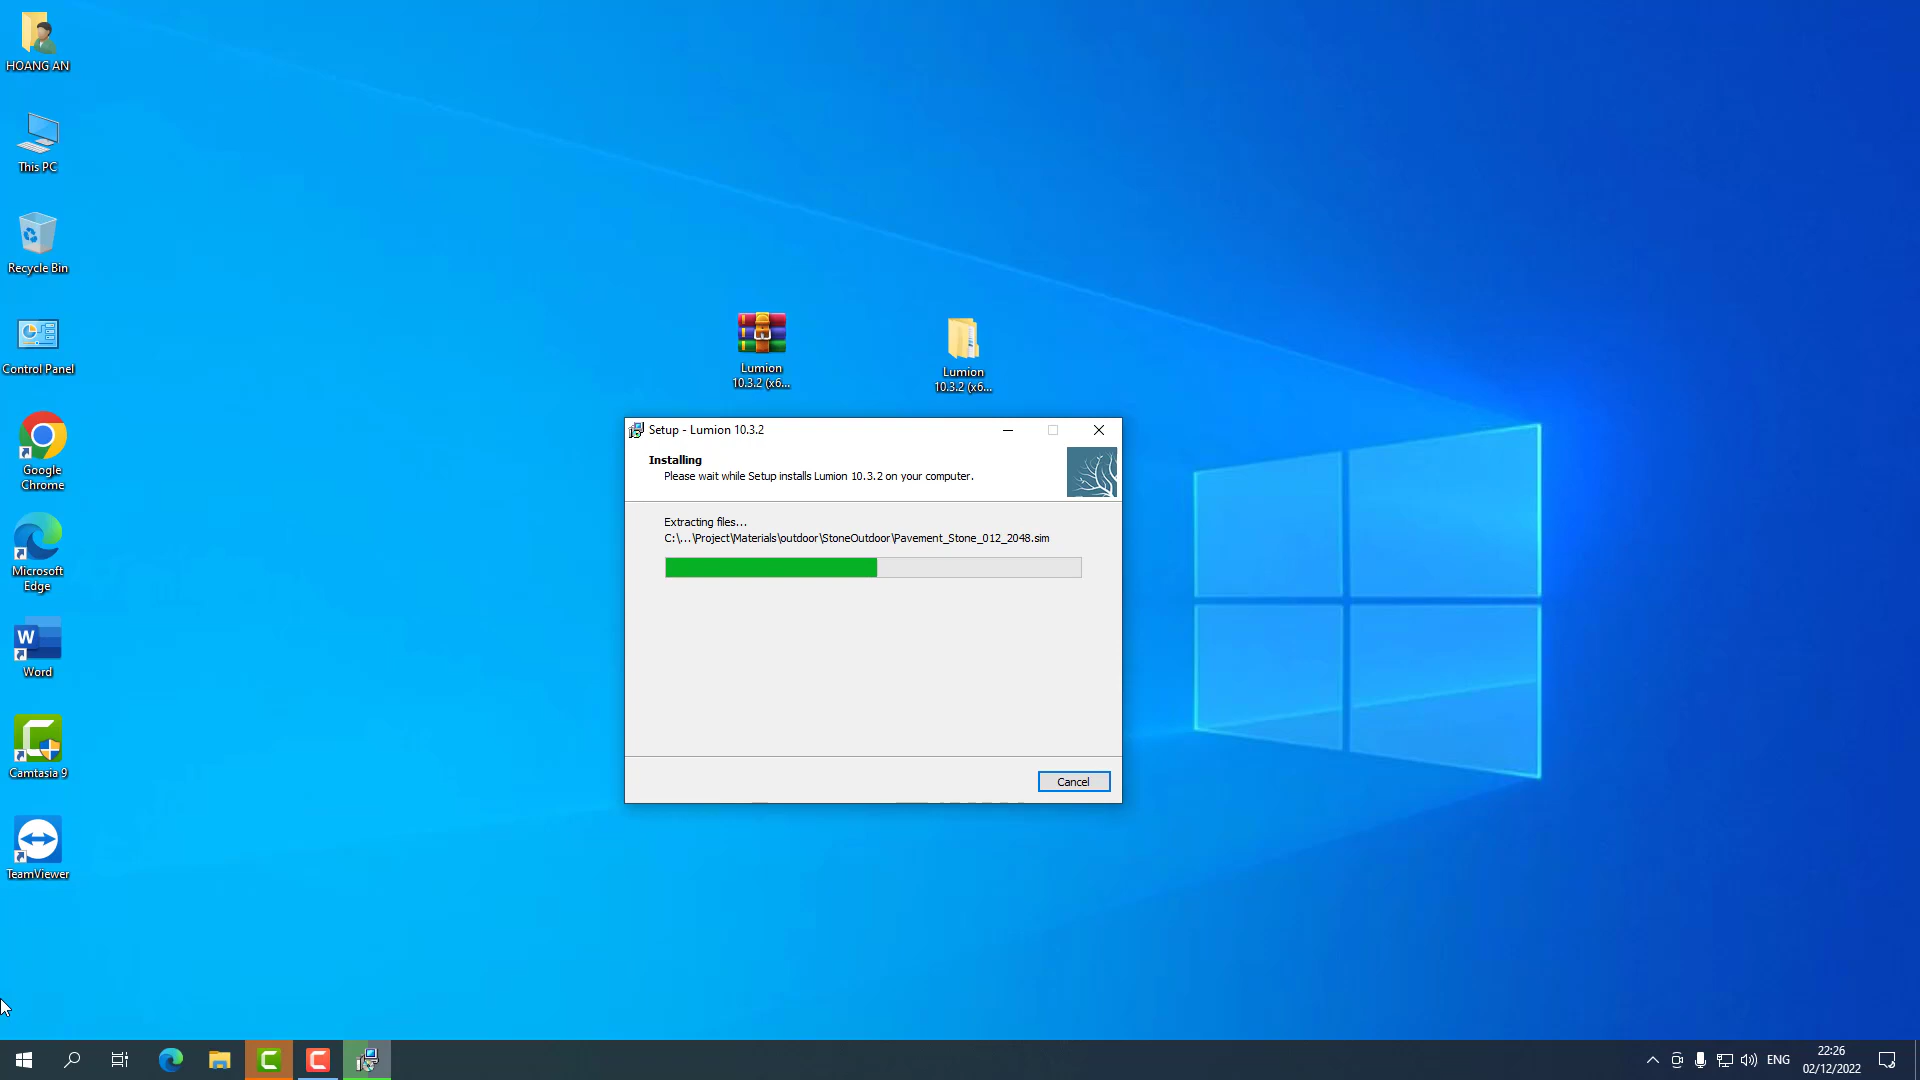 HOANG AN
This PC
Recycle Bin
Control Panel
Google
Chrome
Microsoft
Edge
W
Word
Camtasia 9
TeamViewer
Lumion
10.3.2 (x6...
Lumion
10.3.2 (x6...
Setup - Lumion 10.3.2
Installing
Please wait while Setup installs Lumion 10.3.2 on your computer.
Extracting files...
C:\...\Project\Materials\outdoor\StoneOutdoor\Pavement_Stone_012_2048.sim
Cancel
ENG
22:26
02/12/2022